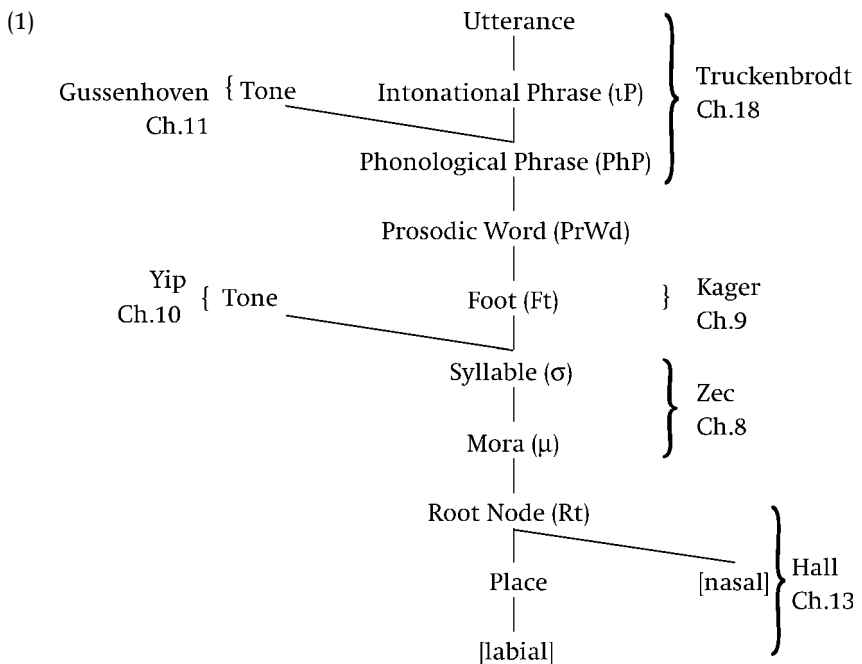 (1)
Utterance
Truckenbrodt
Ch.18
Gussenhoven
Ch.11
{ Tone
Intonational Phrase (ιP)
Phonological Phrase (PhP)
Prosodic Word (PrWd)
Yip
Ch.10
{ Tone
Foot (Ft)
}
Kager
Ch.9
Syllable (σ)
Zec
Ch.8
Mora (μ)
Root Node (Rt)
Place
[nasal]
Hall
Ch.13
[labial]